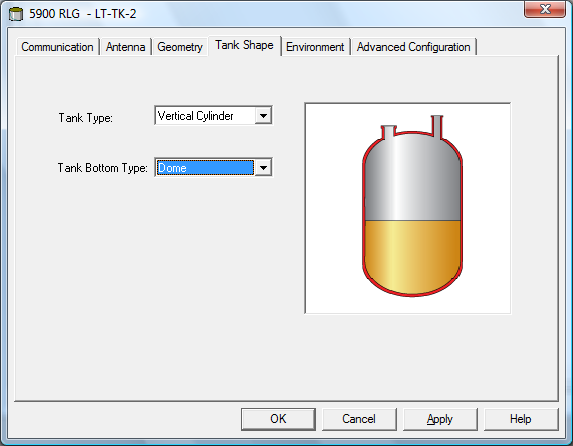 5900 RLG - LT-TK-2
Communication Antenna Geometry Tank Shape Environment Advanced Configuration
Tank Type: Vertical Cylinder
Tank Bottom Type: Dome
OK Cancel Apply Help